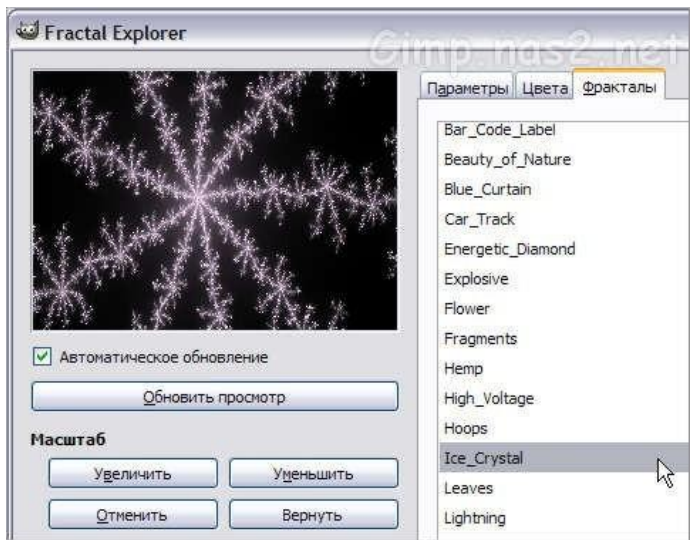 Fractal Explorer
Gimp.nas2.net
Параметры Цвета Фракталы
Bar_Code_Label
Beauty_of_Nature
Blue_Curtain
Car_Track
Energetic_Diamond
Explosive
Flower
Fragments
Hemp
High_Voltage
Hoops
Ice_Crystal
Leaves
Lightning
Автоматическое обновление
Обновить просмотр
Масштаб
Увеличить Уменьшить
Отменить Вернуть